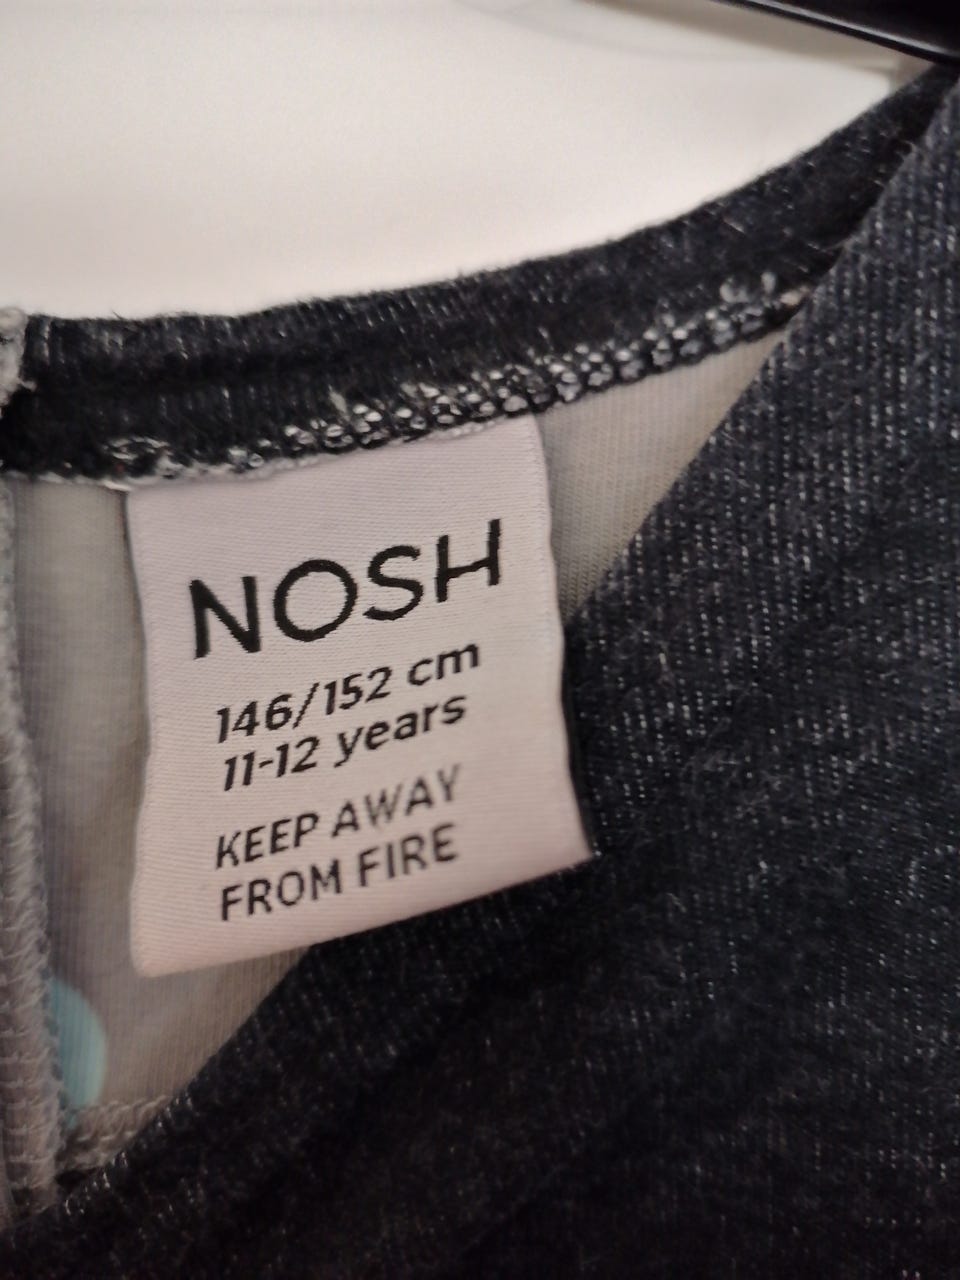 NOSH
146/152 cm
11-12 years
KEEP AWAY
FROM FIRE